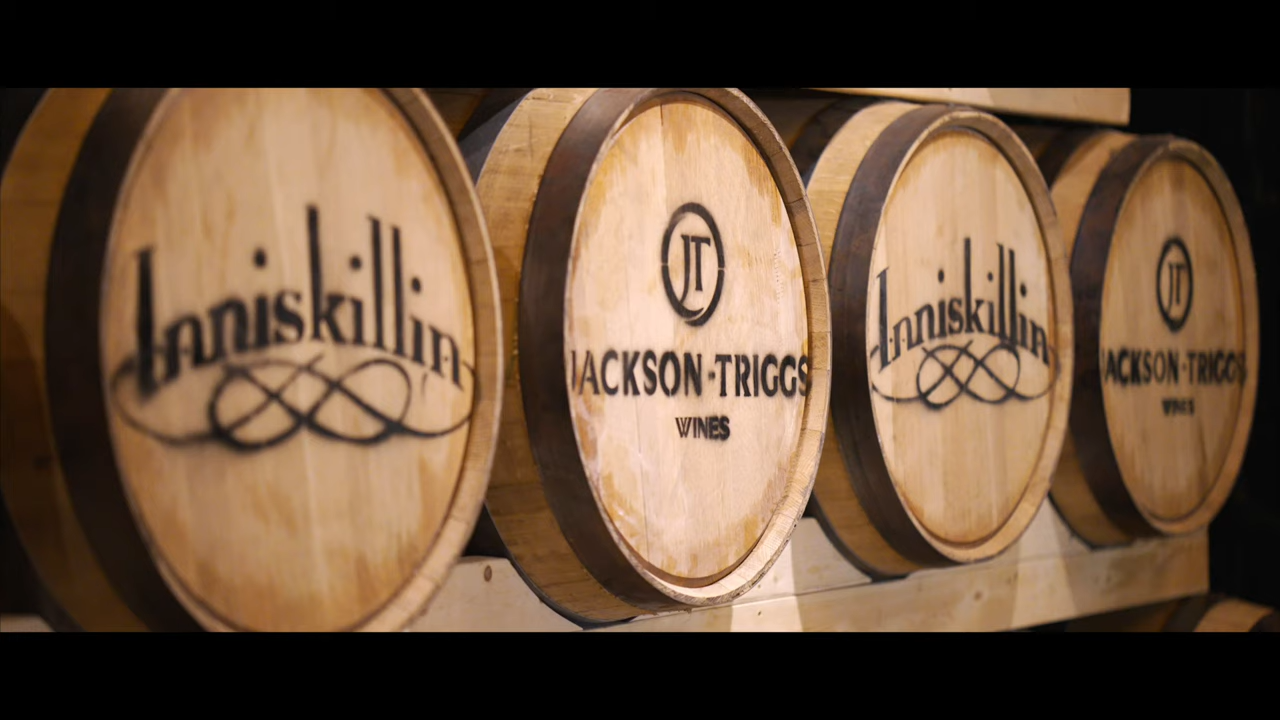 Inniskillin
JT
JACKSON-TRIGGS
WINES
Inniskillin
JT
JACKSON-TRIGGS
WINES